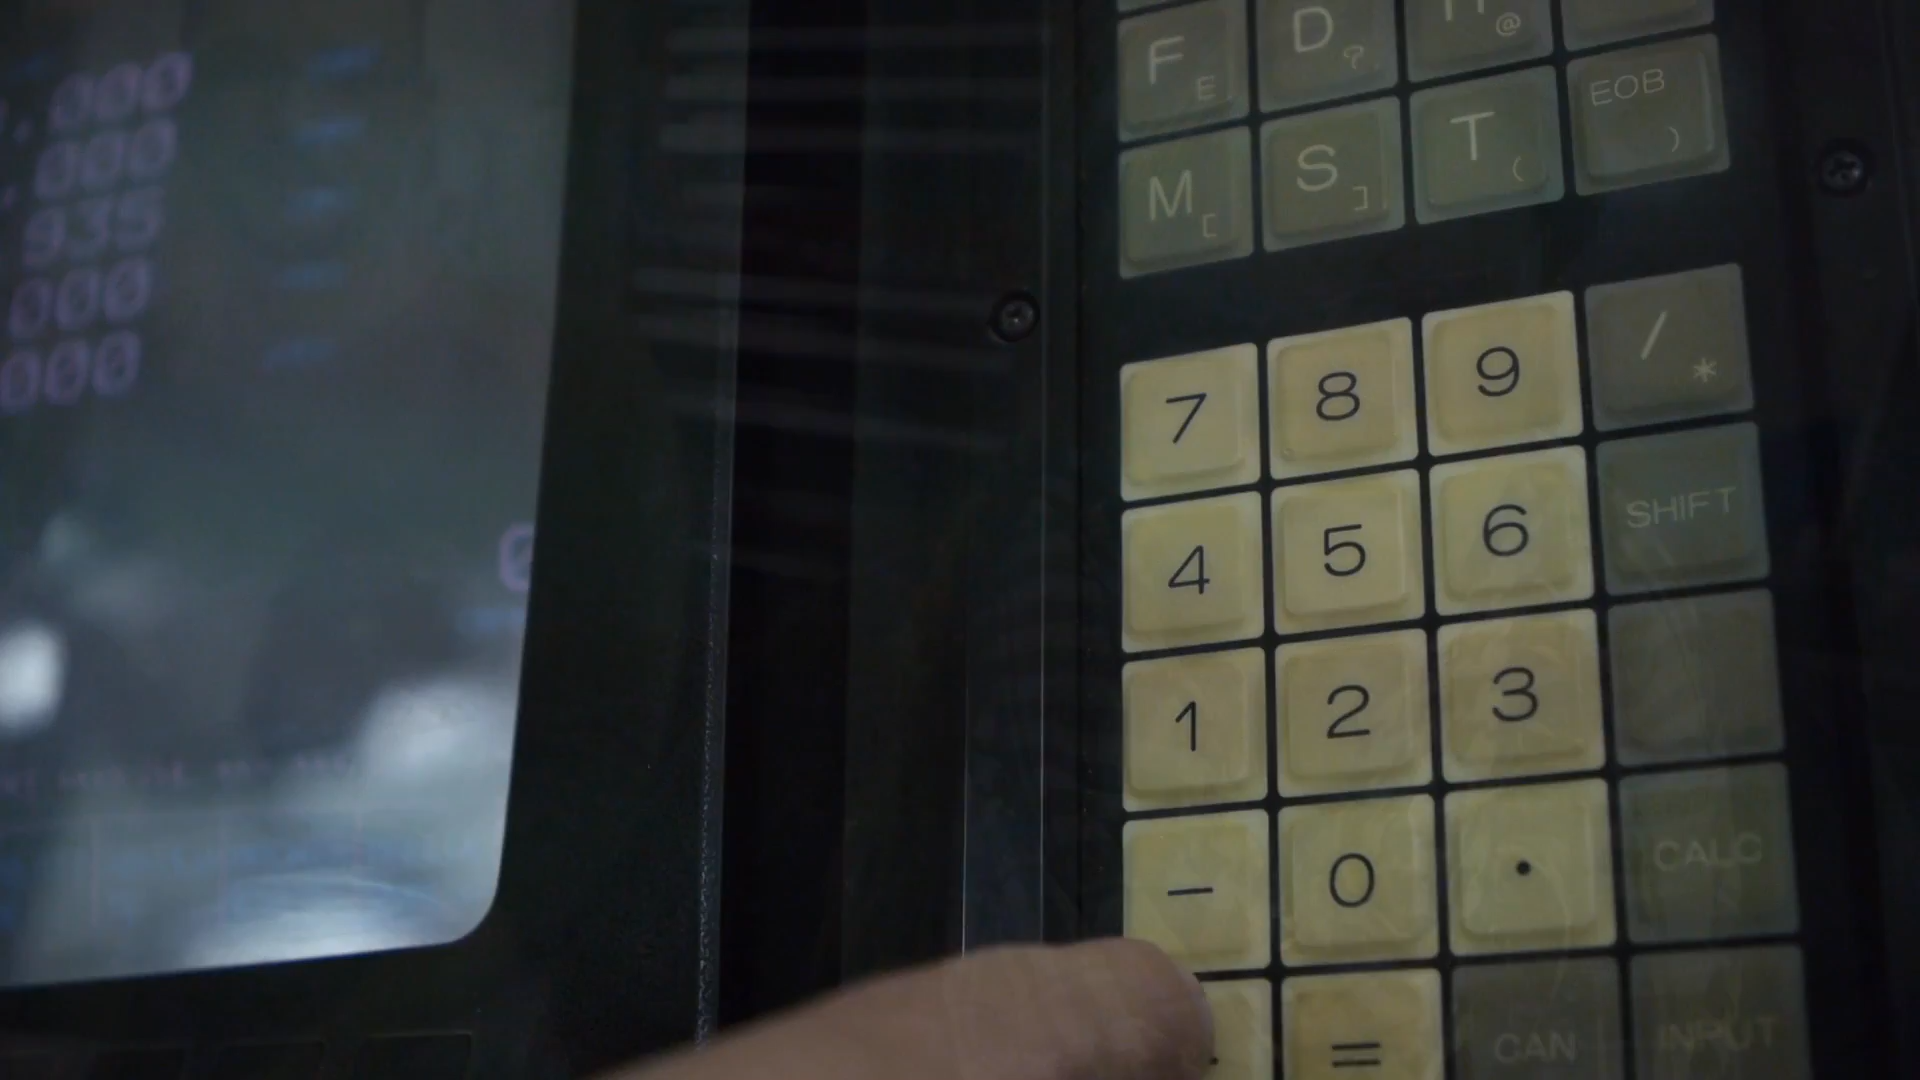 ,000
,000
935
000
000
0
F E D ? @
M [ S ] T ( EOB )
7 8 9 / *
4 5 6 SHIFT
1 2 3
- 0 . CALC
= CAN INPUT